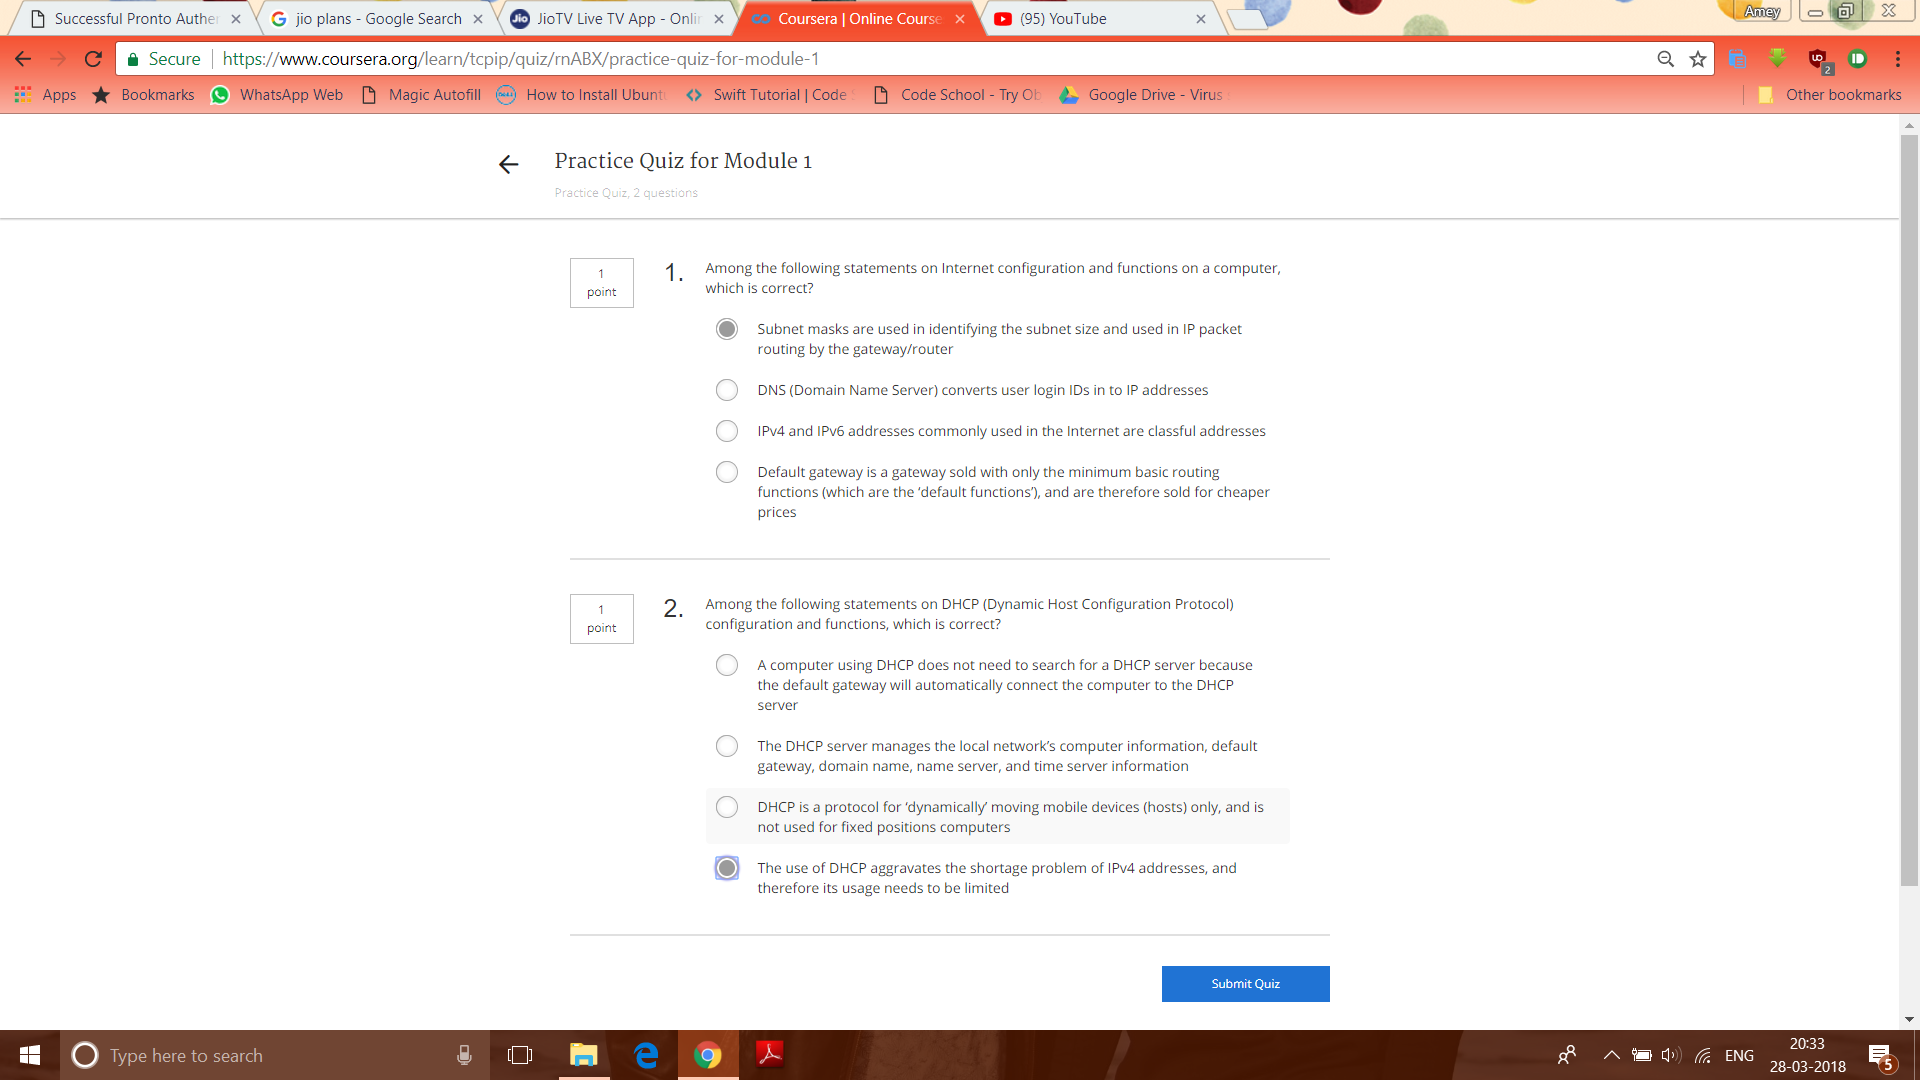 Successful Pronto Auther
jio plans - Google Search
Jio
JioTV Live TV App - Onlin
Coursera | Online Course
(95) YouTube
Amey
Secure
https://www.coursera.org/learn/tcpip/quiz/rnABX/practice-quiz-for-module-1
2
Apps
Bookmarks
WhatsApp Web
Magic Autofill
How to Install Ubunt
Swift Tutorial | Code S
Code School - Try Ob
Google Drive - Virus
Other bookmarks
Practice Quiz for Module 1
Practice Quiz, 2 questions
1
point
1.
Among the following statements on Internet configuration and functions on a computer,
which is correct?
Subnet masks are used in identifying the subnet size and used in IP packet
routing by the gateway/router
DNS (Domain Name Server) converts user login IDs in to IP addresses
IPv4 and IPv6 addresses commonly used in the Internet are classful addresses
Default gateway is a gateway sold with only the minimum basic routing
functions (which are the ‘default functions’), and are therefore sold for cheaper
prices
1
point
2.
Among the following statements on DHCP (Dynamic Host Configuration Protocol)
configuration and functions, which is correct?
A computer using DHCP does not need to search for a DHCP server because
the default gateway will automatically connect the computer to the DHCP
server
The DHCP server manages the local network’s computer information, default
gateway, domain name, name server, and time server information
DHCP is a protocol for ‘dynamically’ moving mobile devices (hosts) only, and is
not used for fixed positions computers
The use of DHCP aggravates the shortage problem of IPv4 addresses, and
therefore its usage needs to be limited
Submit Quiz
Type here to search
ENG
20:33
28-03-2018
5